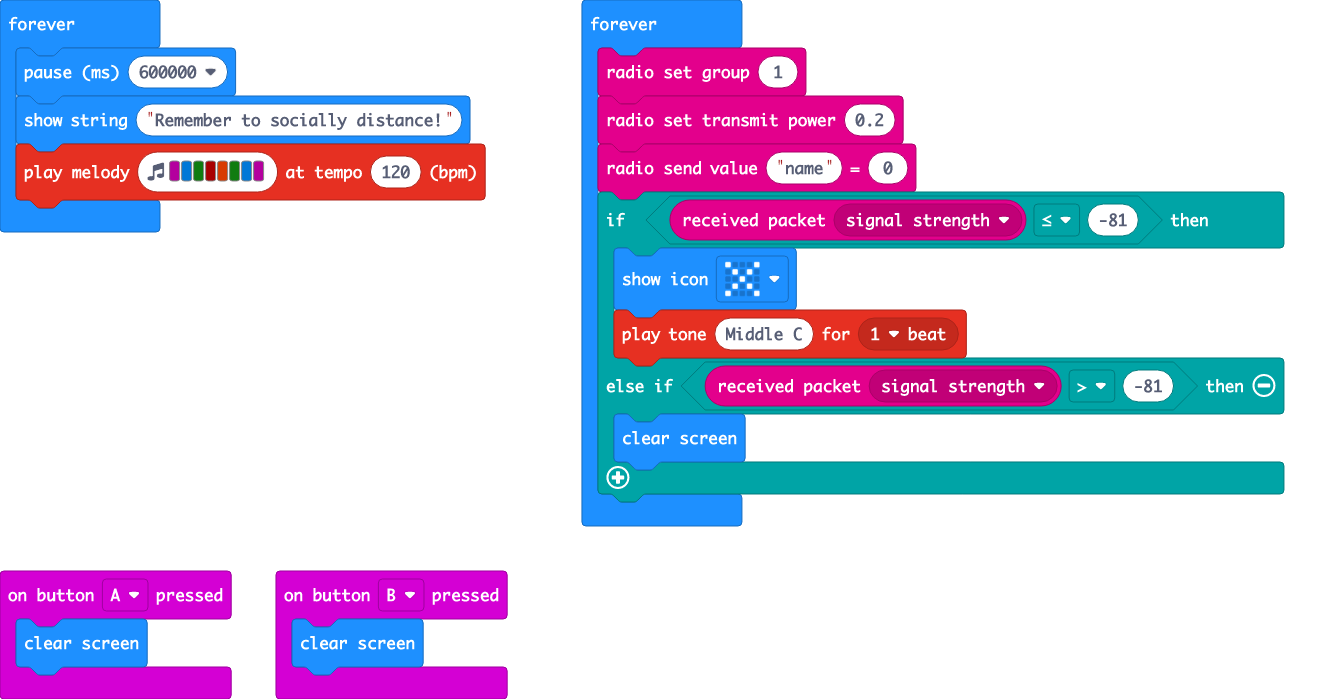 forever
pause (ms) 600000
show string "Remember to socially distance!"
play melody at tempo 120 (bpm)
forever
radio set group 1
radio set transmit power 0.2
radio send value "name" = 0
if received packet signal strength ≤ -81 then
show icon
play tone Middle C for 1 beat
else if received packet signal strength > -81 then
clear screen
on button A pressed
clear screen
on button B pressed
clear screen